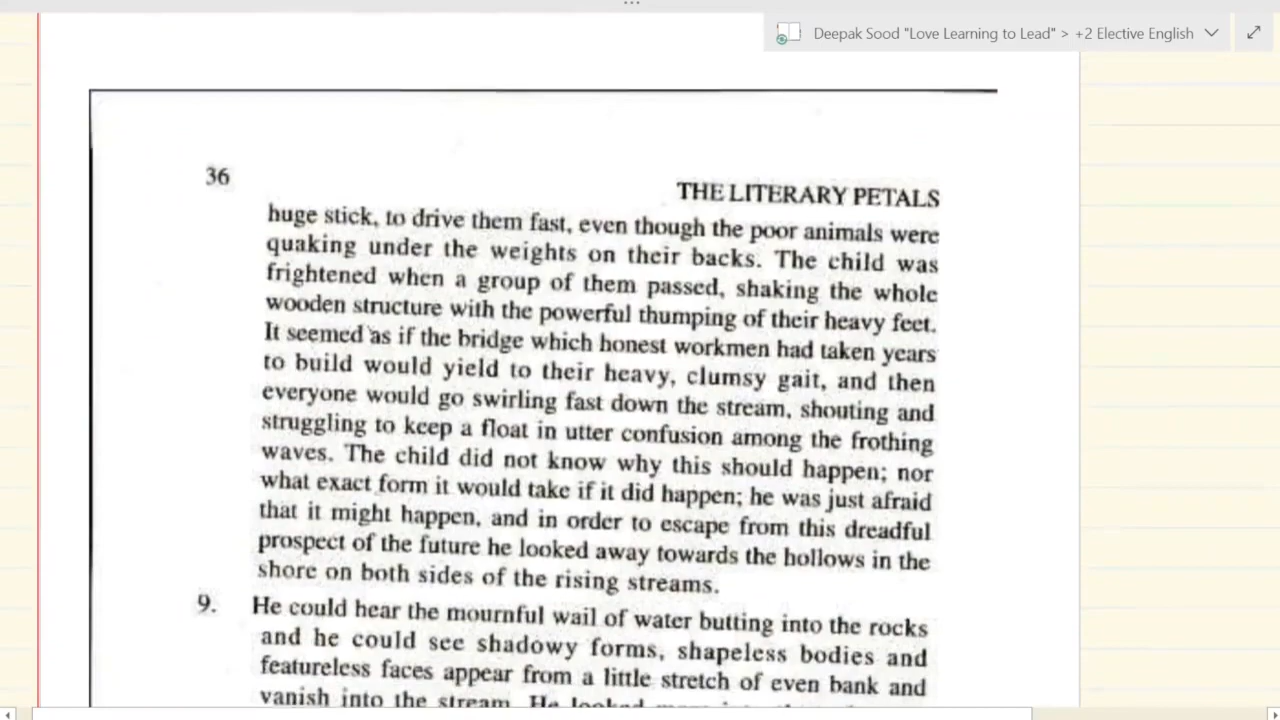 Deepak Sood "Love Learning to Lead" > +2 Elective English
36
THE LITERARY PETALS
huge stick, to drive them fast, even though the poor animals were
quaking under the weights on their backs. The child was
frightened when a group of them passed, shaking the whole
wooden structure with the powerful thumping of their heavy feet.
It seemed as if the bridge which honest workmen had taken years
to build would yield to their heavy, clumsy gait, and then
everyone would go swirling fast down the stream, shouting and
struggling to keep a float in utter confusion among the frothing
waves. The child did not know why this should happen; nor
what exact form it would take if it did happen; he was just afraid
that it might happen, and in order to escape from this dreadful
prospect of the future he looked away towards the hollows in the
shore on both sides of the rising streams.
9. He could hear the mournful wail of water butting into the rocks
and he could see shadowy forms, shapeless bodies and
featureless faces appear from a little stretch of even bank and
vanish into the stream. He looked